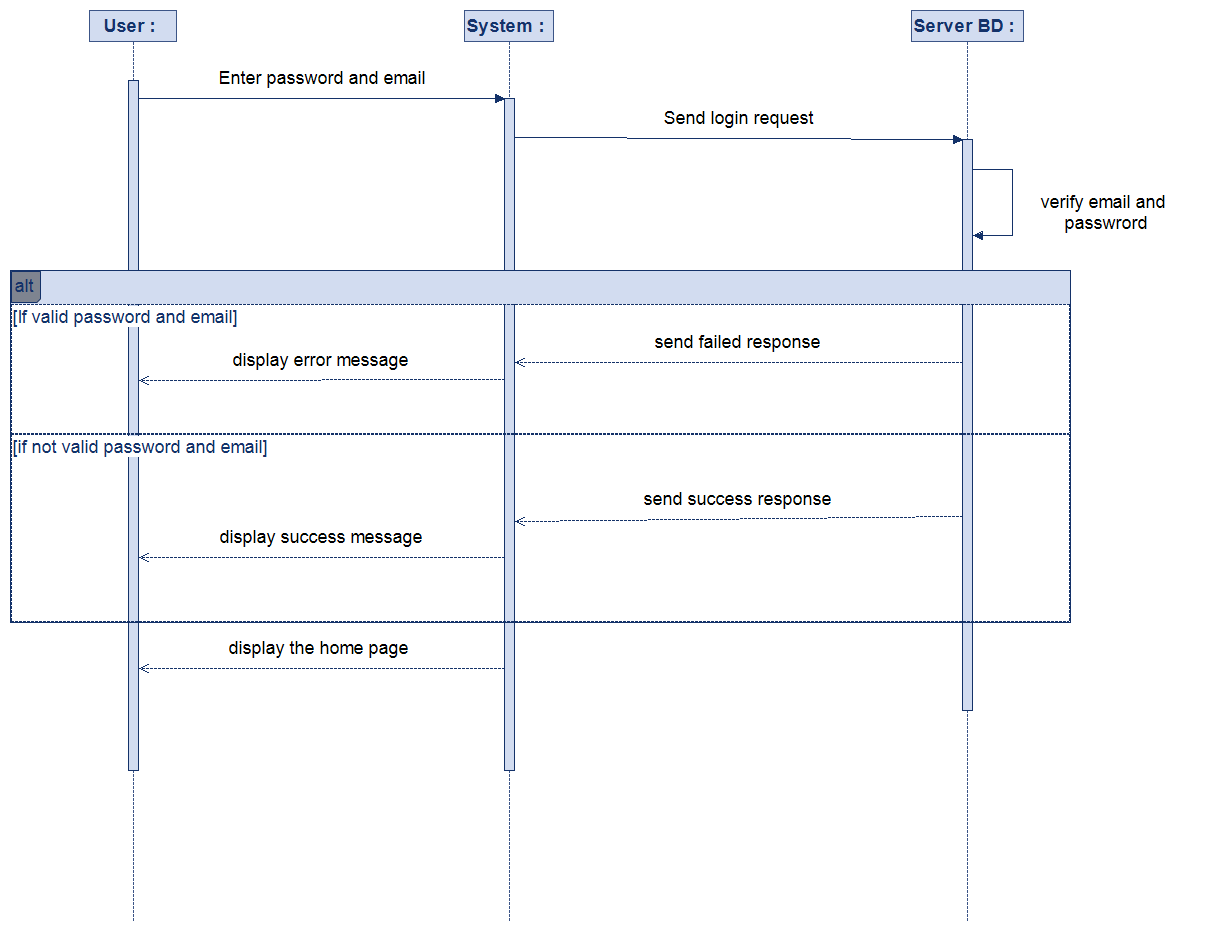 User :
System :
Server BD :
Enter password and email
Send login request
verify email and
passwrord
alt
[If valid password and email]
send failed response
display error message
[if not valid password and email]
send success response
display success message
display the home page